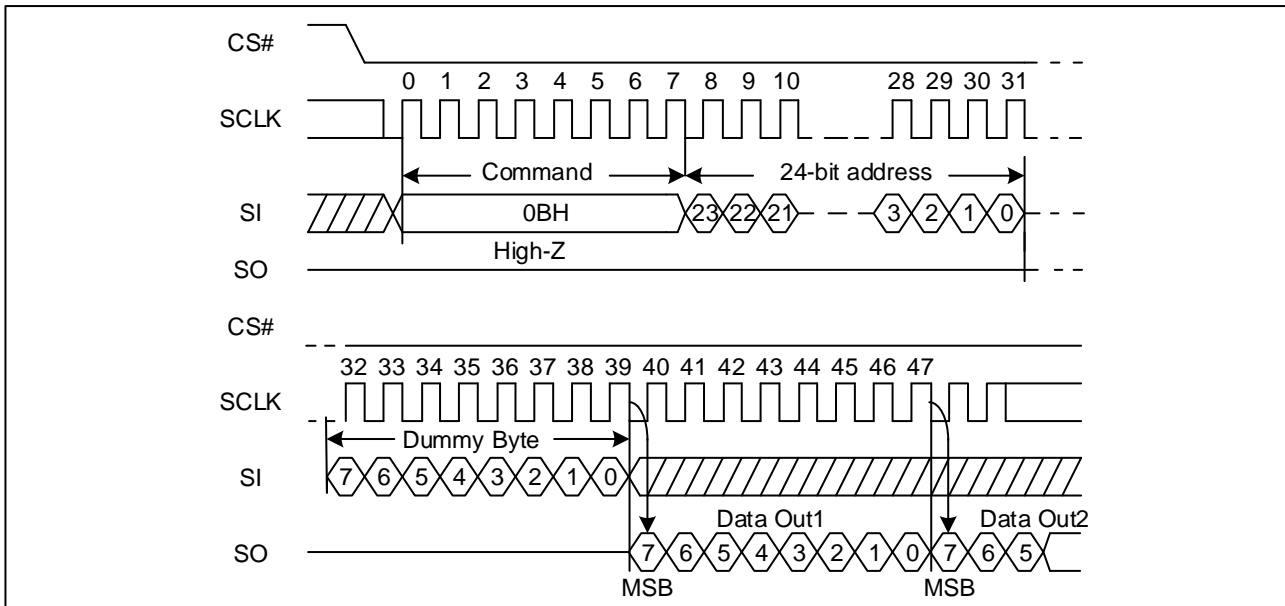 CS#
0 1 2 3 4 5 6 7 8 9 10 28 29 30 31
SCLK
Command 24-bit address
SI 0BH 23 22 21 3 2 1 0
High-Z
SO
CS#
32 33 34 35 36 37 38 39 40 41 42 43 44 45 46 47
SCLK
Dummy Byte
SI 7 6 5 4 3 2 1 0
Data Out1 Data Out2
SO 7 6 5 4 3 2 1 0 7 6 5
MSB MSB